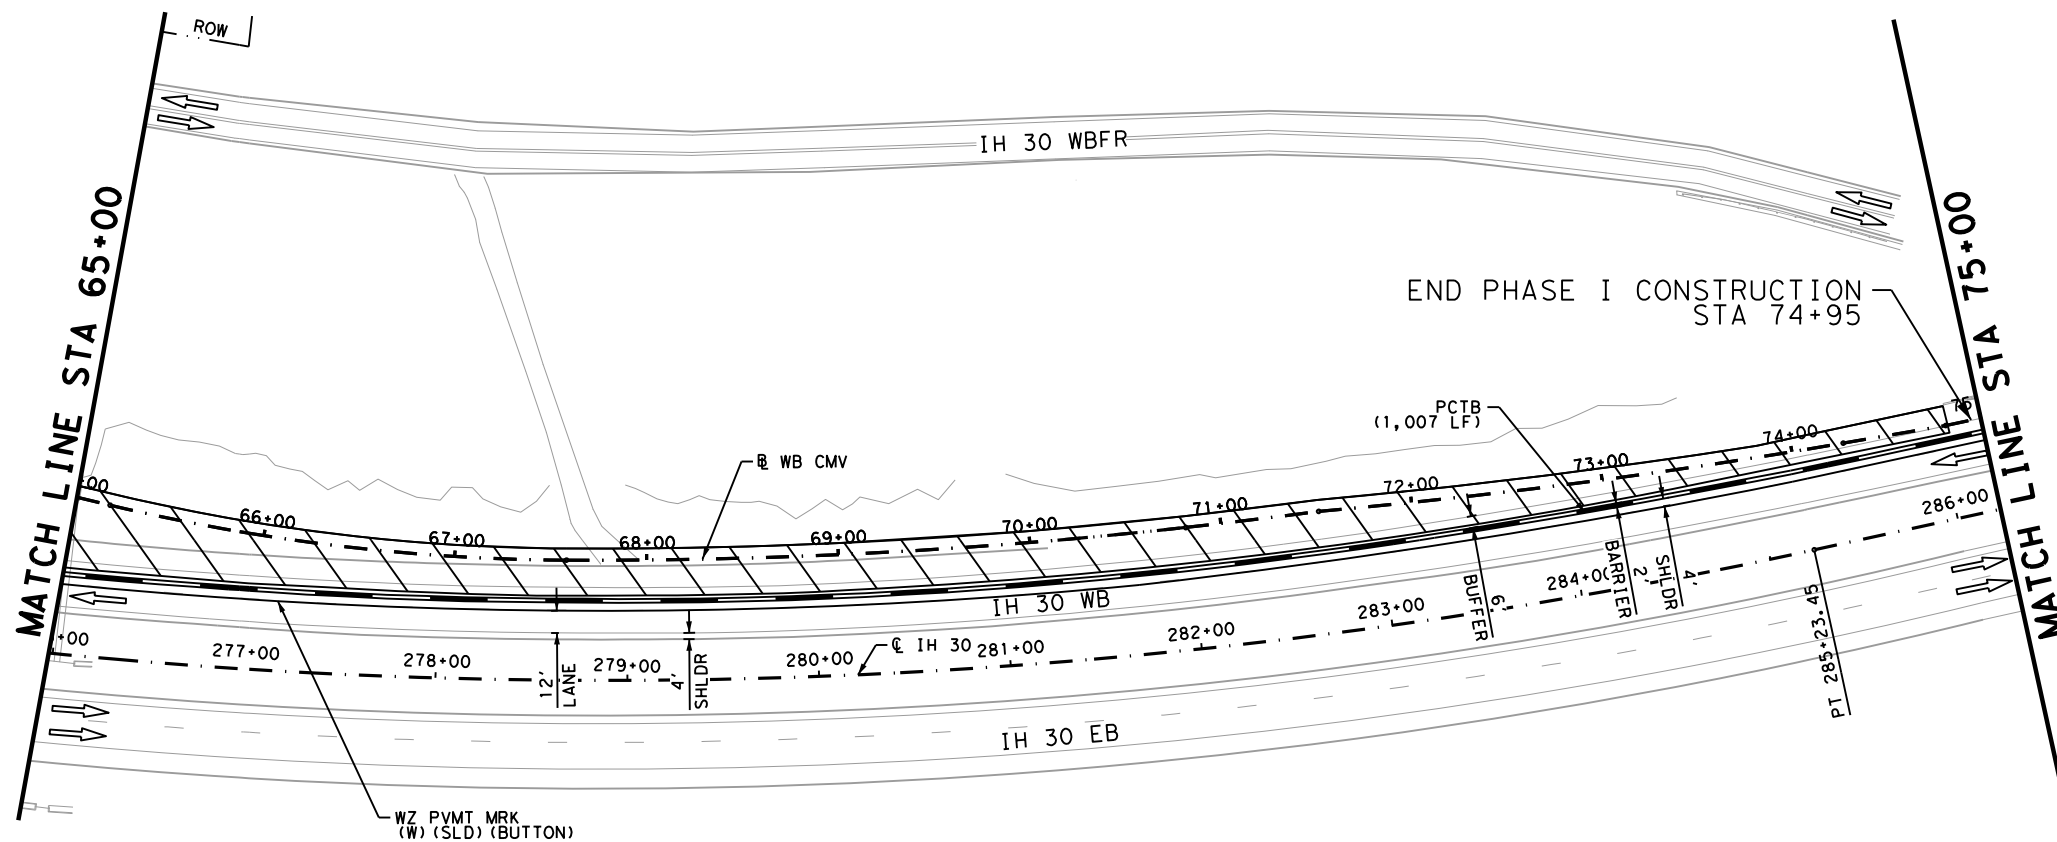 ROW
IH 30 WBFR
MATCH LINE STA 65+00
MATCH LINE STA 75+00
END PHASE I CONSTRUCTION
STA 74+95
PCTB
(1,007 LF)
℄ WB CMV
00
66+00
67+00
68+00
69+00
70+00
71+00
72+00
73+00
74+00
75
IH 30 WB
BUFFER
6'
BARRIER
2'
SHLDR
4'
+00
277+00
278+00
279+00
280+00
281+00
282+00
283+00
284+00
286+00
℄ IH 30
12'
LANE
4'
SHLDR
PT 285+23.45
IH 30 EB
WZ PVMT MRK
(W)(SLD)(BUTTON)